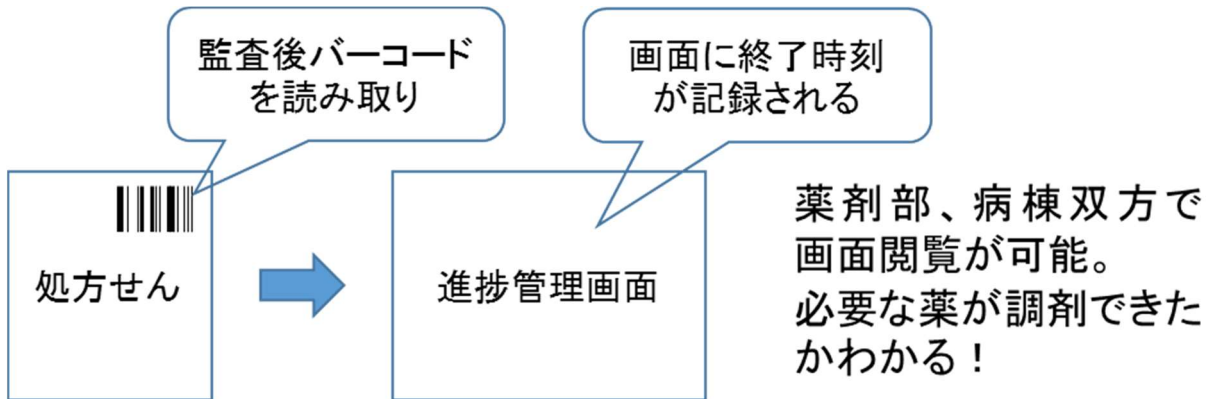 監査後バーコード
を読み取り
画面に終了時刻
が記録される
処方せん
進捗管理画面
薬剤部、病棟双方で
画面閲覧が可能。
必要な薬が調剤できた
かわかる！